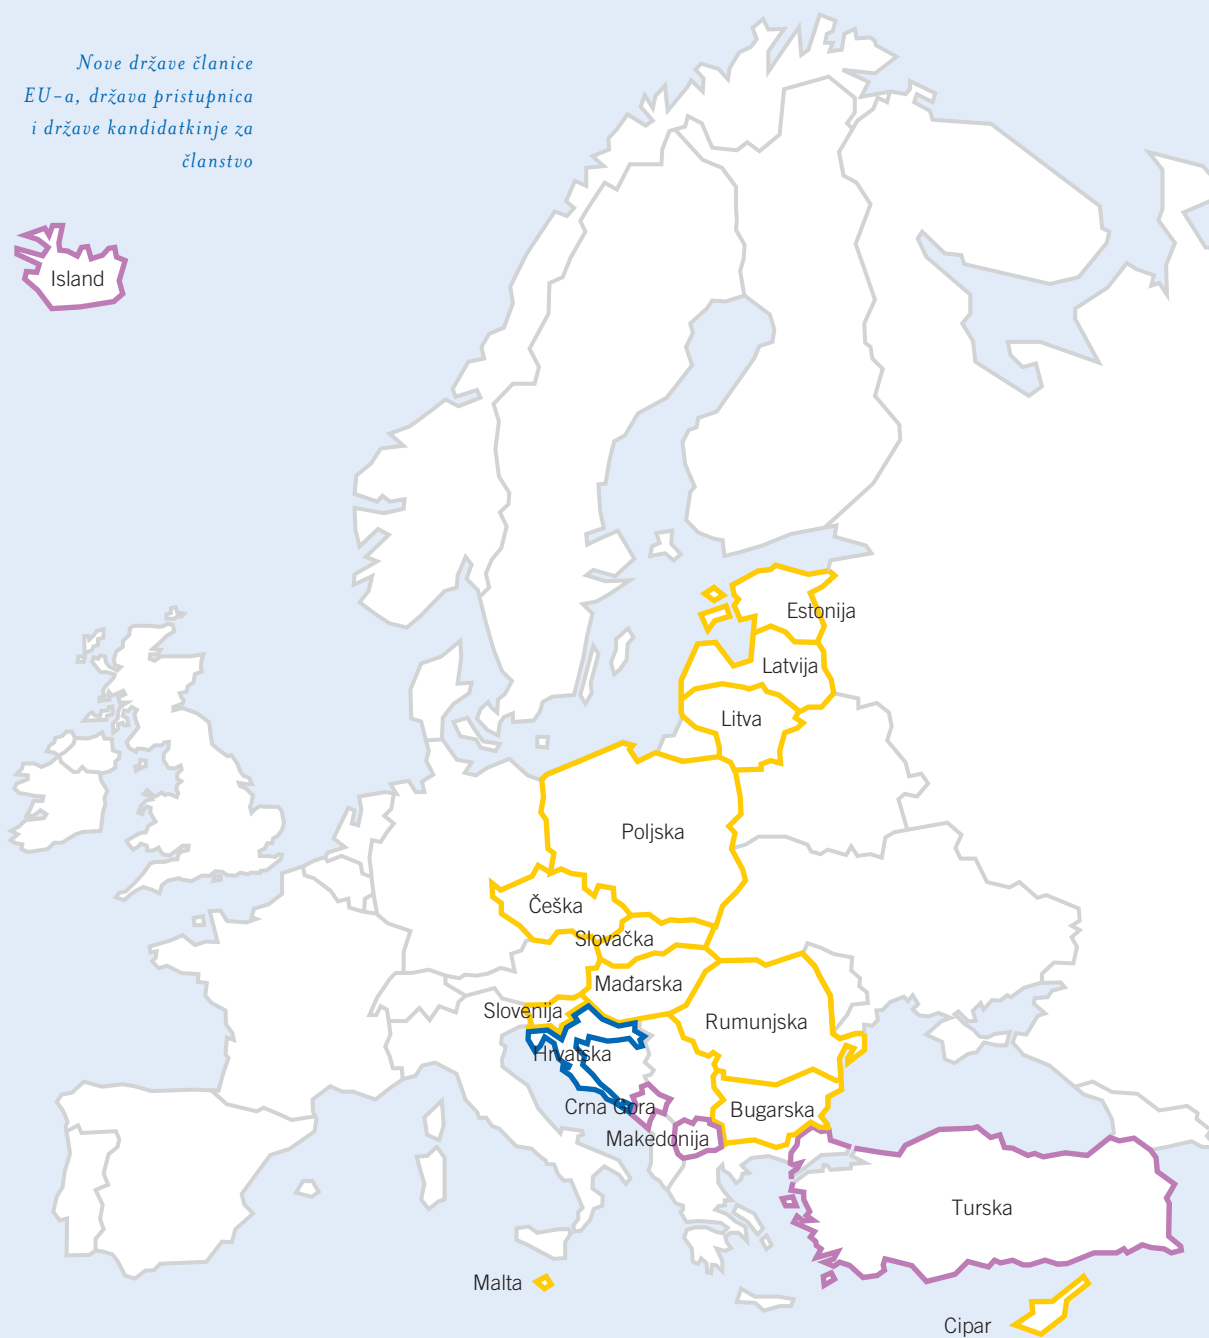 Nove države članice
EU-a, država pristupnica
i države kandidatkinje za
članstvo
Island
Estonija
Latvija
Litva
Poljska
Češka
Slovačka
Mađarska
Slovenija
Rumunjska
Hrvatska
Crna Gora
Bugarska
Makedonija
Turska
Malta
Cipar